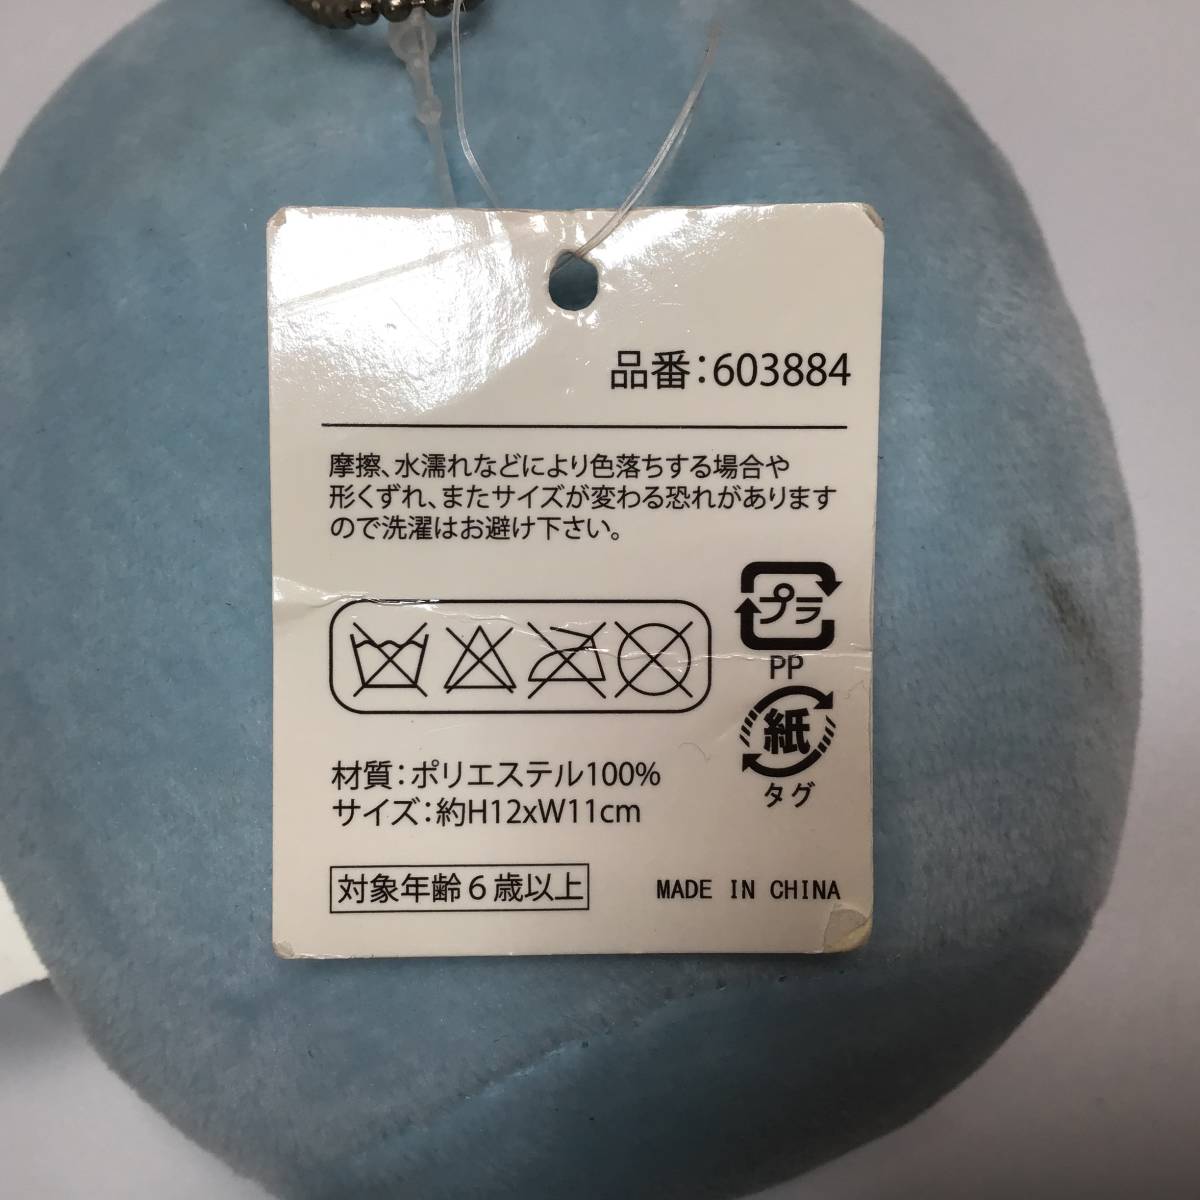 品番：603884
摩擦、水濡れなどにより色落ちする場合や
形くずれ、またサイズが変わる恐れがあります
ので洗濯はお避け下さい。
プラ
PP
紙
タグ
材質：ポリエステル100%
サイズ：約H12xW11cm
対象年齢６歳以上
MADE IN CHINA